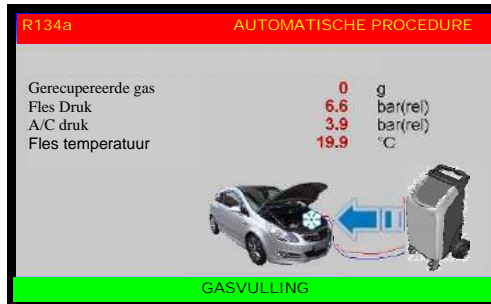 R134a AUTOMATISCHE PROCEDURE
Gerecupereerde gas 0 g
Fles Druk 6.6 bar(rel)
A/C druk 3.9 bar(rel)
Fles temperatuur 19.9 °C
GASVULLING